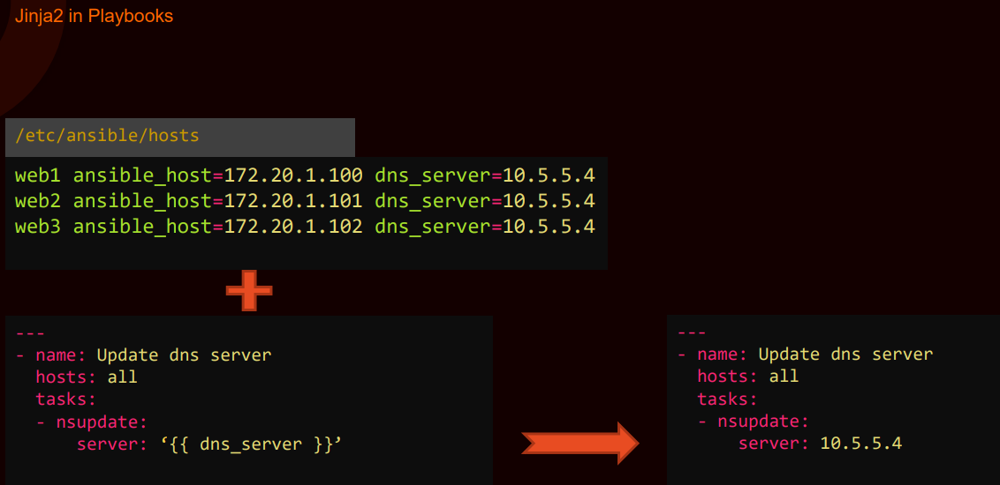 Jinja2 in Playbooks
/etc/ansible/hosts
web1 ansible_host=172.20.1.100 dns_server=10.5.5.4
web2 ansible_host=172.20.1.101 dns_server=10.5.5.4
web3 ansible_host=172.20.1.102 dns_server=10.5.5.4
---
- name: Update dns server
  hosts: all
  tasks:
  - nsupdate:
      server: ‘{{ dns_server }}’
---
- name: Update dns server
  hosts: all
  tasks:
  - nsupdate:
      server: 10.5.5.4